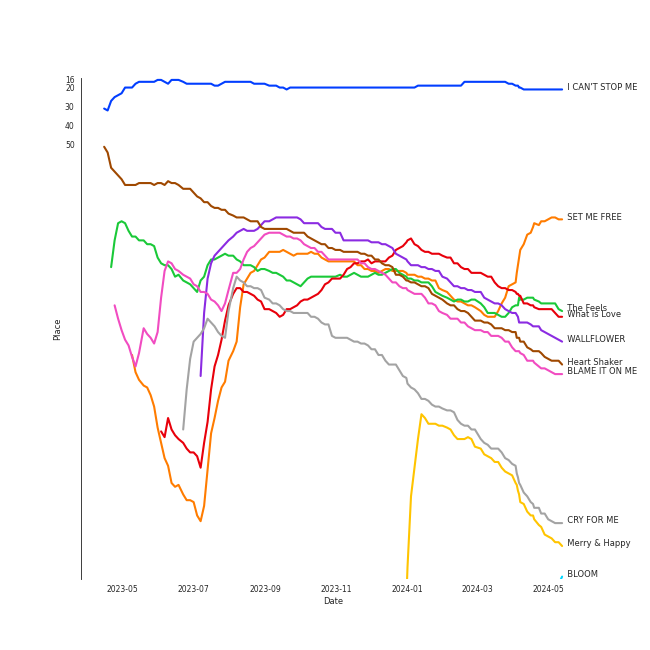 16
20
30
40
50
Place
I CAN'T STOP ME
SET ME FREE
The Feels
What is Love
WALLFLOWER
Heart Shaker
BLAME IT ON ME
CRY FOR ME
Merry & Happy
BLOOM
2023-05 2023-07 2023-09 2023-11 2024-01 2024-03 2024-05
Date